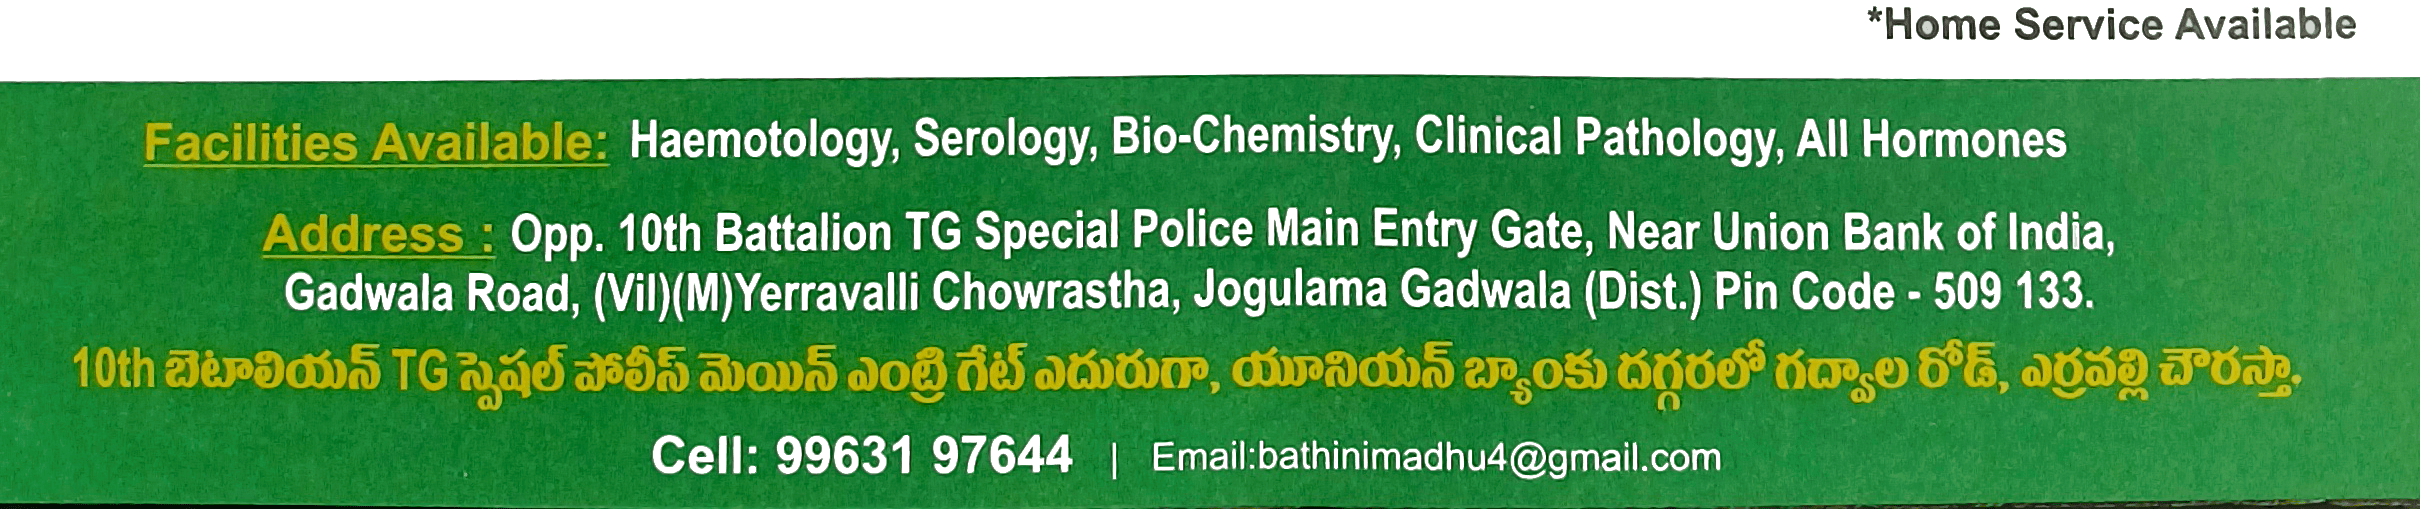 *Home Service Available
Facilities Available: Haemotology, Serology, Bio-Chemistry, Clinical Pathology, All Hormones
Address : Opp. 10th Battalion TG Special Police Main Entry Gate, Near Union Bank of India,
Gadwala Road, (Vil)(M)Yerravalli Chowrastha, Jogulama Gadwala (Dist.) Pin Code - 509 133.
10th బెటాలియన్ TG స్పెషల్ పోలీస్ మెయిన్ ఎంట్రి గేట్ ఎదురుగా, యూనియన్ బ్యాంకు దగ్గరలో గద్వాల రోడ్, ఎర్రవల్లి చౌరస్తా.
Cell: 99631 97644 | Email:bathinimadhu4@gmail.com